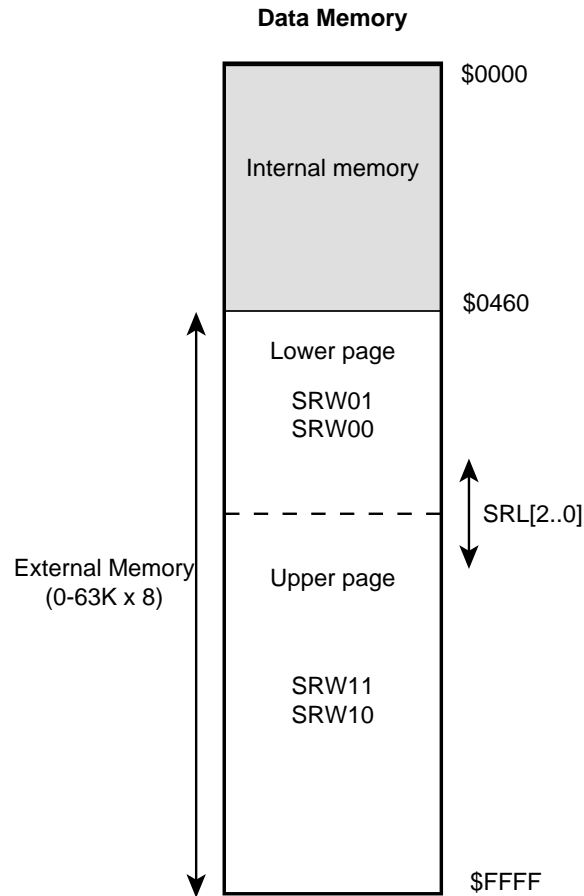 Data Memory
$0000
Internal memory
$0460
Lower page
SRW01
SRW00
SRL[2..0]
External Memory
(0-63K x 8)
Upper page
SRW11
SRW10
$FFFF